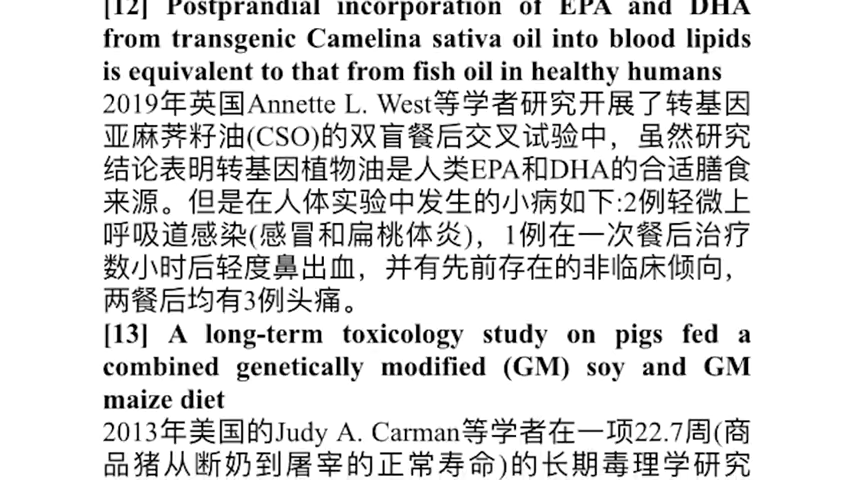 [12] Postprandial incorporation of EPA and DHA
from transgenic Camelina sativa oil into blood lipids
is equivalent to that from fish oil in healthy humans
2019年英国Annette L. West等学者研究开展了转基因
亚麻荠籽油(CSO)的双盲餐后交叉试验中，虽然研究
结论表明转基因植物油是人类EPA和DHA的合适膳食
来源。但是在人体实验中发生的小病如下:2例轻微上
呼吸道感染(感冒和扁桃体炎)，1例在一次餐后治疗
数小时后轻度鼻出血，并有先前存在的非临床倾向，
两餐后均有3例头痛。
[13] A long-term toxicology study on pigs fed a
combined genetically modified (GM) soy and GM
maize diet
2013年美国的Judy A. Carman等学者在一项22.7周(商
品猪从断奶到屠宰的正常寿命)的长期毒理学研究